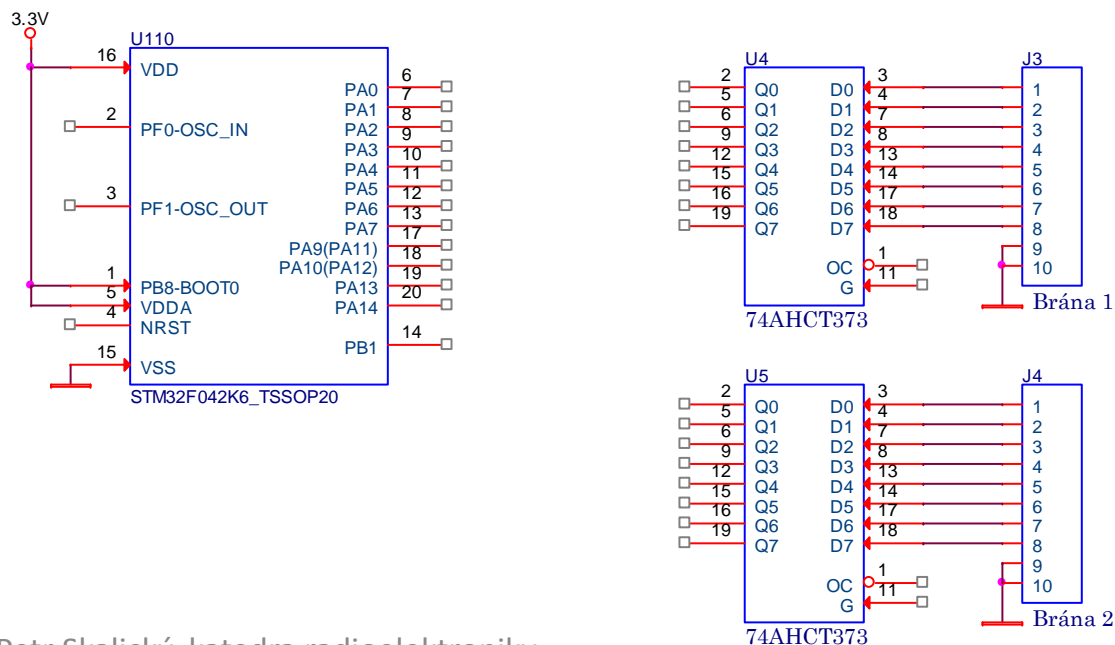 3.3V
U110
16 VDD
2 PF0-OSC_IN
3 PF1-OSC_OUT
1 PB8-BOOT0
5 VDDA
4 NRST
15 VSS
PA0 6
PA1 7
PA2 8
PA3 9
PA4 10
PA5 11
PA6 12
PA7 13
PA9(PA11) 17
PA10(PA12) 18
PA13 19
PA14 20
PB1 14
STM32F042K6_TSSOP20
U4
2 Q0 D0 3
5 Q1 D1 4
6 Q2 D2 7
9 Q3 D3 8
12 Q4 D4 13
15 Q5 D5 14
16 Q6 D6 17
19 Q7 D7 18
OC 1
G 11
74AHCT373
J3
1
2
3
4
5
6
7
8
9
10
Brána 1
U5
2 Q0 D0 3
5 Q1 D1 4
6 Q2 D2 7
9 Q3 D3 8
12 Q4 D4 13
15 Q5 D5 14
16 Q6 D6 17
19 Q7 D7 18
OC 1
G 11
74AHCT373
J4
1
2
3
4
5
6
7
8
9
10
Brána 2
Petr Skalický, katedra radioelektroniky